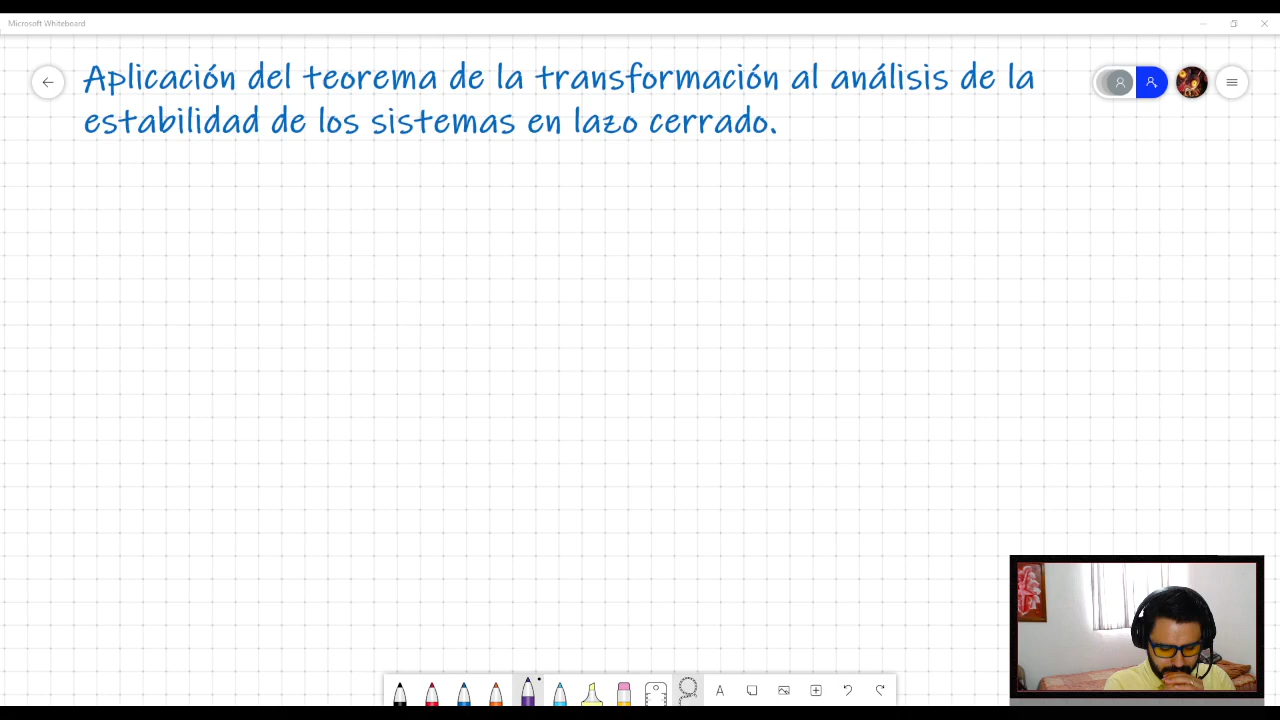 Microsoft Whiteboard
Aplicación del teorema de la transformación al análisis de la
estabilidad de los sistemas en lazo cerrado.
A